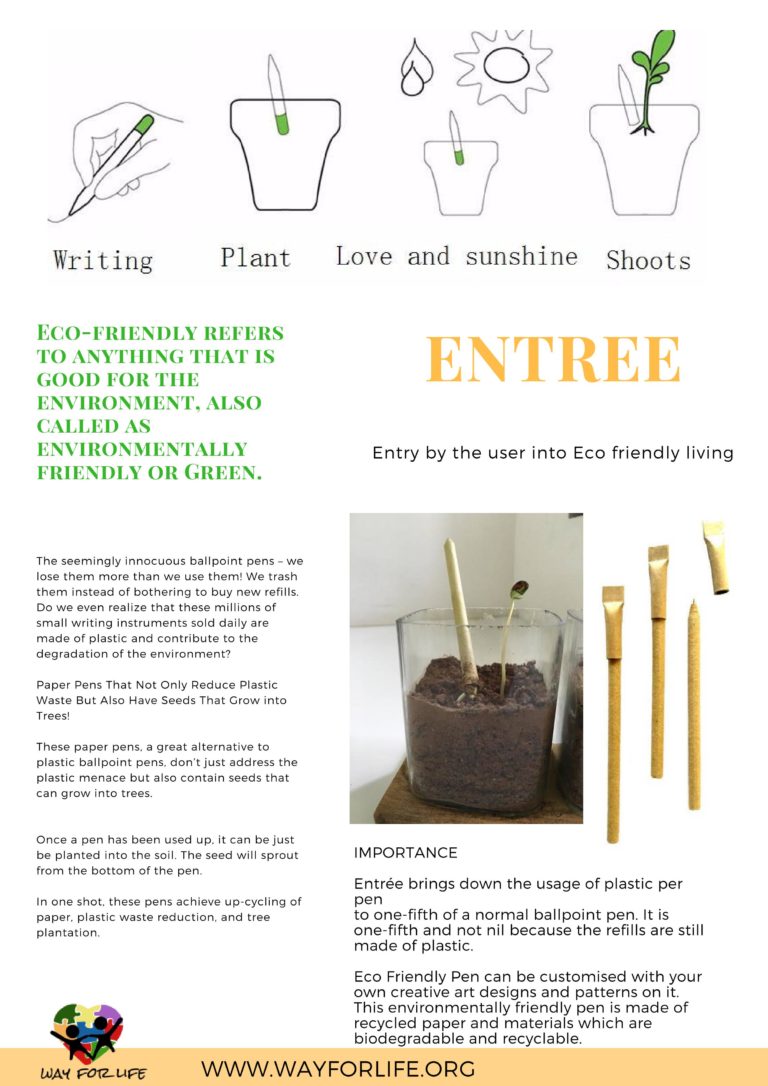 Writing
Plant
Love and sunshine
Shoots
Eco-friendly refers
to anything that is
good for the
environment, also
called as
environmentally
friendly or Green.
ENTREE
Entry by the user into Eco friendly living
The seemingly innocuous ballpoint pens – we
lose them more than we use them! We trash
them instead of bothering to buy new refills.
Do we even realize that these millions of
small writing instruments sold daily are
made of plastic and contribute to the
degradation of the environment?
Paper Pens That Not Only Reduce Plastic
Waste But Also Have Seeds That Grow into
Trees!
These paper pens, a great alternative to
plastic ballpoint pens, don't just address the
plastic menace but also contain seeds that
can grow into trees.
Once a pen has been used up, it can be just
be planted into the soil. The seed will sprout
from the bottom of the pen.
In one shot, these pens achieve up-cycling of
paper, plastic waste reduction, and tree
plantation.
IMPORTANCE
Entrée brings down the usage of plastic per
pen
to one-fifth of a normal ballpoint pen. It is
one-fifth and not nil because the refills are still
made of plastic.
Eco Friendly Pen can be customised with your
own creative art designs and patterns on it.
This environmentally friendly pen is made of
recycled paper and materials which are
biodegradable and recyclable.
WAY FOR LIFE
WWW.WAYFORLIFE.ORG